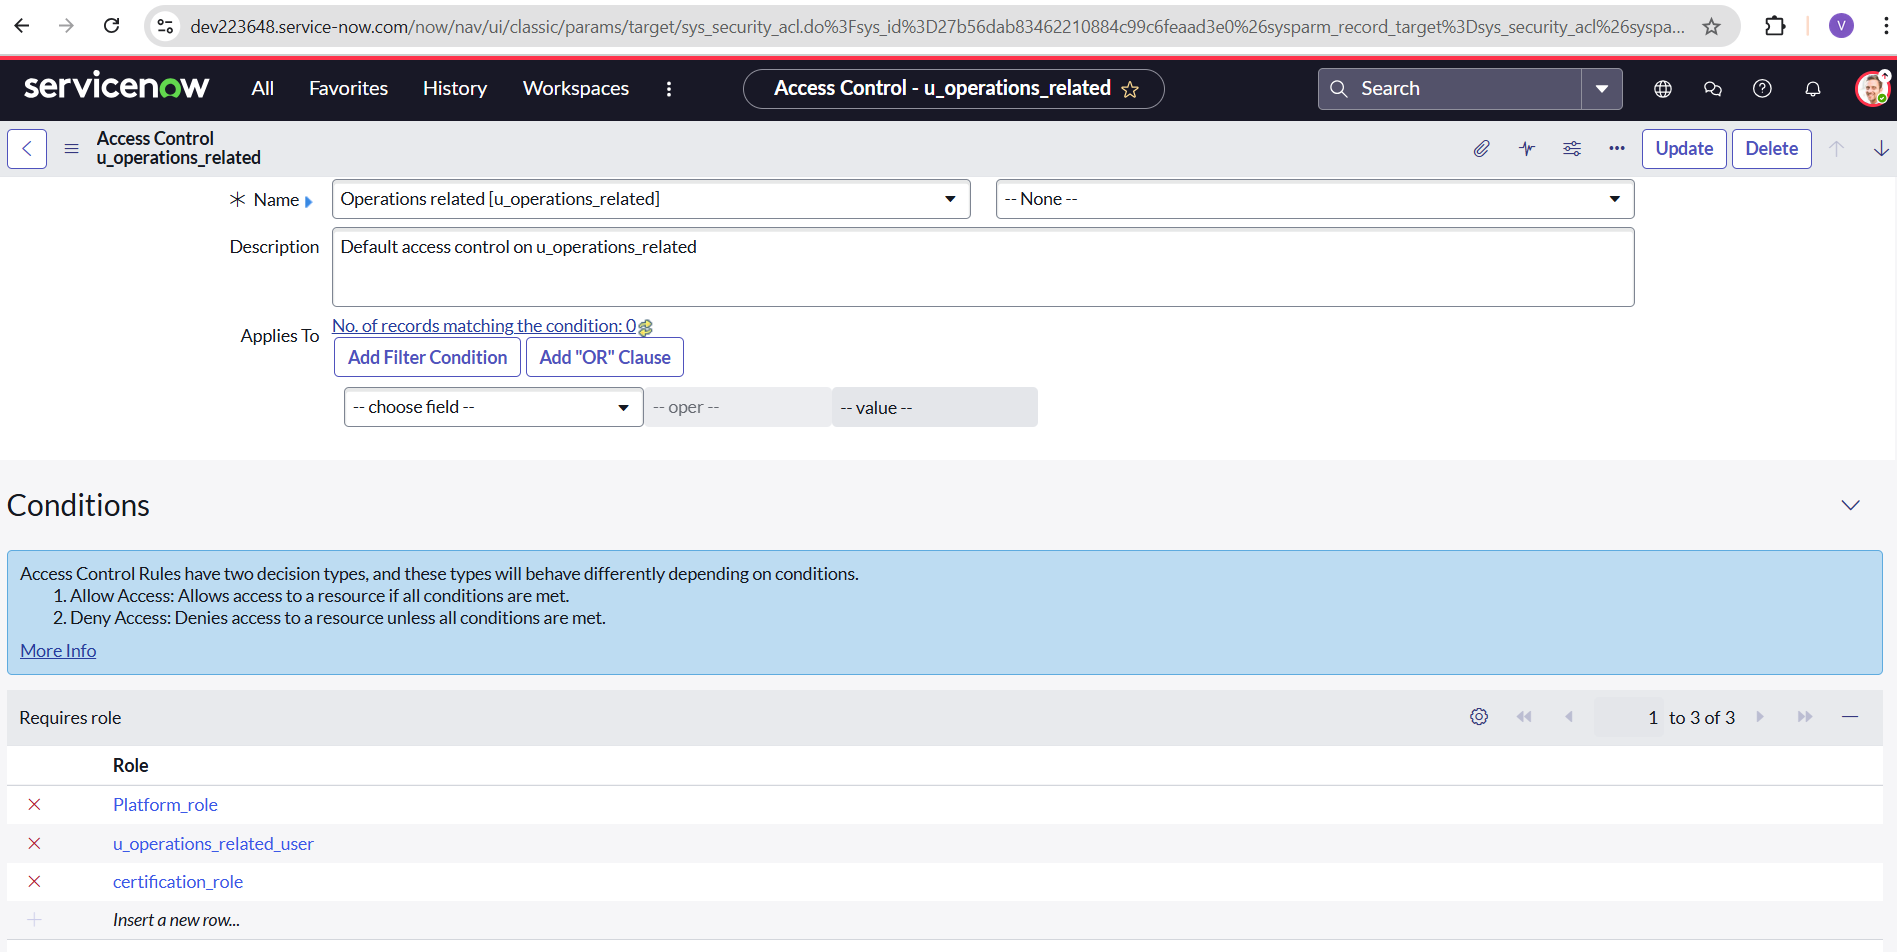 dev223648.service-now.com/now/nav/ui/classic/params/target/sys_security_acl.do%3Fsys_id%3D27b56dab83462210884c99c6feaad3e0%26sysparm_record_target%3Dsys_security_acl%26syspa...
V
servicenow All Favorites History Workspaces Access Control - u_operations_related Search
Access Control
u_operations_related
Update Delete
Name Operations related [u_operations_related] -- None --
Description Default access control on u_operations_related
Applies To No. of records matching the condition: 0
Add Filter Condition Add "OR" Clause
-- choose field -- -- oper -- -- value --
Conditions
Access Control Rules have two decision types, and these types will behave differently depending on conditions.
1. Allow Access: Allows access to a resource if all conditions are met.
2. Deny Access: Denies access to a resource unless all conditions are met.
More Info
Requires role 1 to 3 of 3
Role
Platform_role
u_operations_related_user
certification_role
Insert a new row...